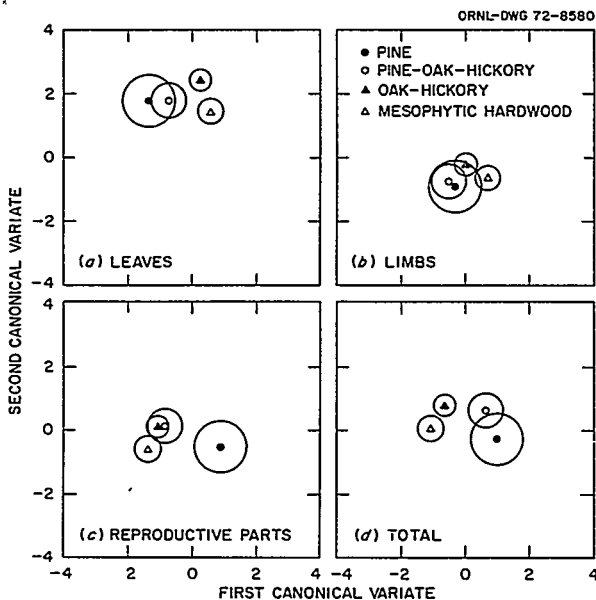 ORNL-DWG 72-8580
4
2
0
-2
-4
SECOND CANONICAL VARIATE
(a) LEAVES
PINE
PINE-OAK-HICKORY
OAK-HICKORY
MESOPHYTIC HARDWOOD
(b) LIMBS
4
2
0
-2
-4
(c) REPRODUCTIVE PARTS
(d) TOTAL
-4 -2 0 2 4 -2 0 2 4
FIRST CANONICAL VARIATE